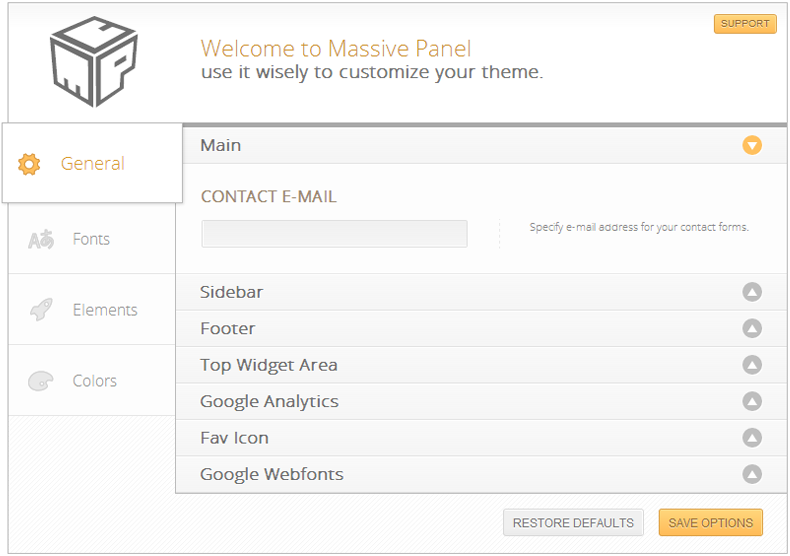 SUPPORT
Welcome to Massive Panel
use it wisely to customize your theme.
General
Fonts
Elements
Colors
Main
CONTACT E-MAIL
Specify e-mail address for your contact forms.
Sidebar
Footer
Top Widget Area
Google Analytics
Fav Icon
Google Webfonts
RESTORE DEFAULTS
SAVE OPTIONS